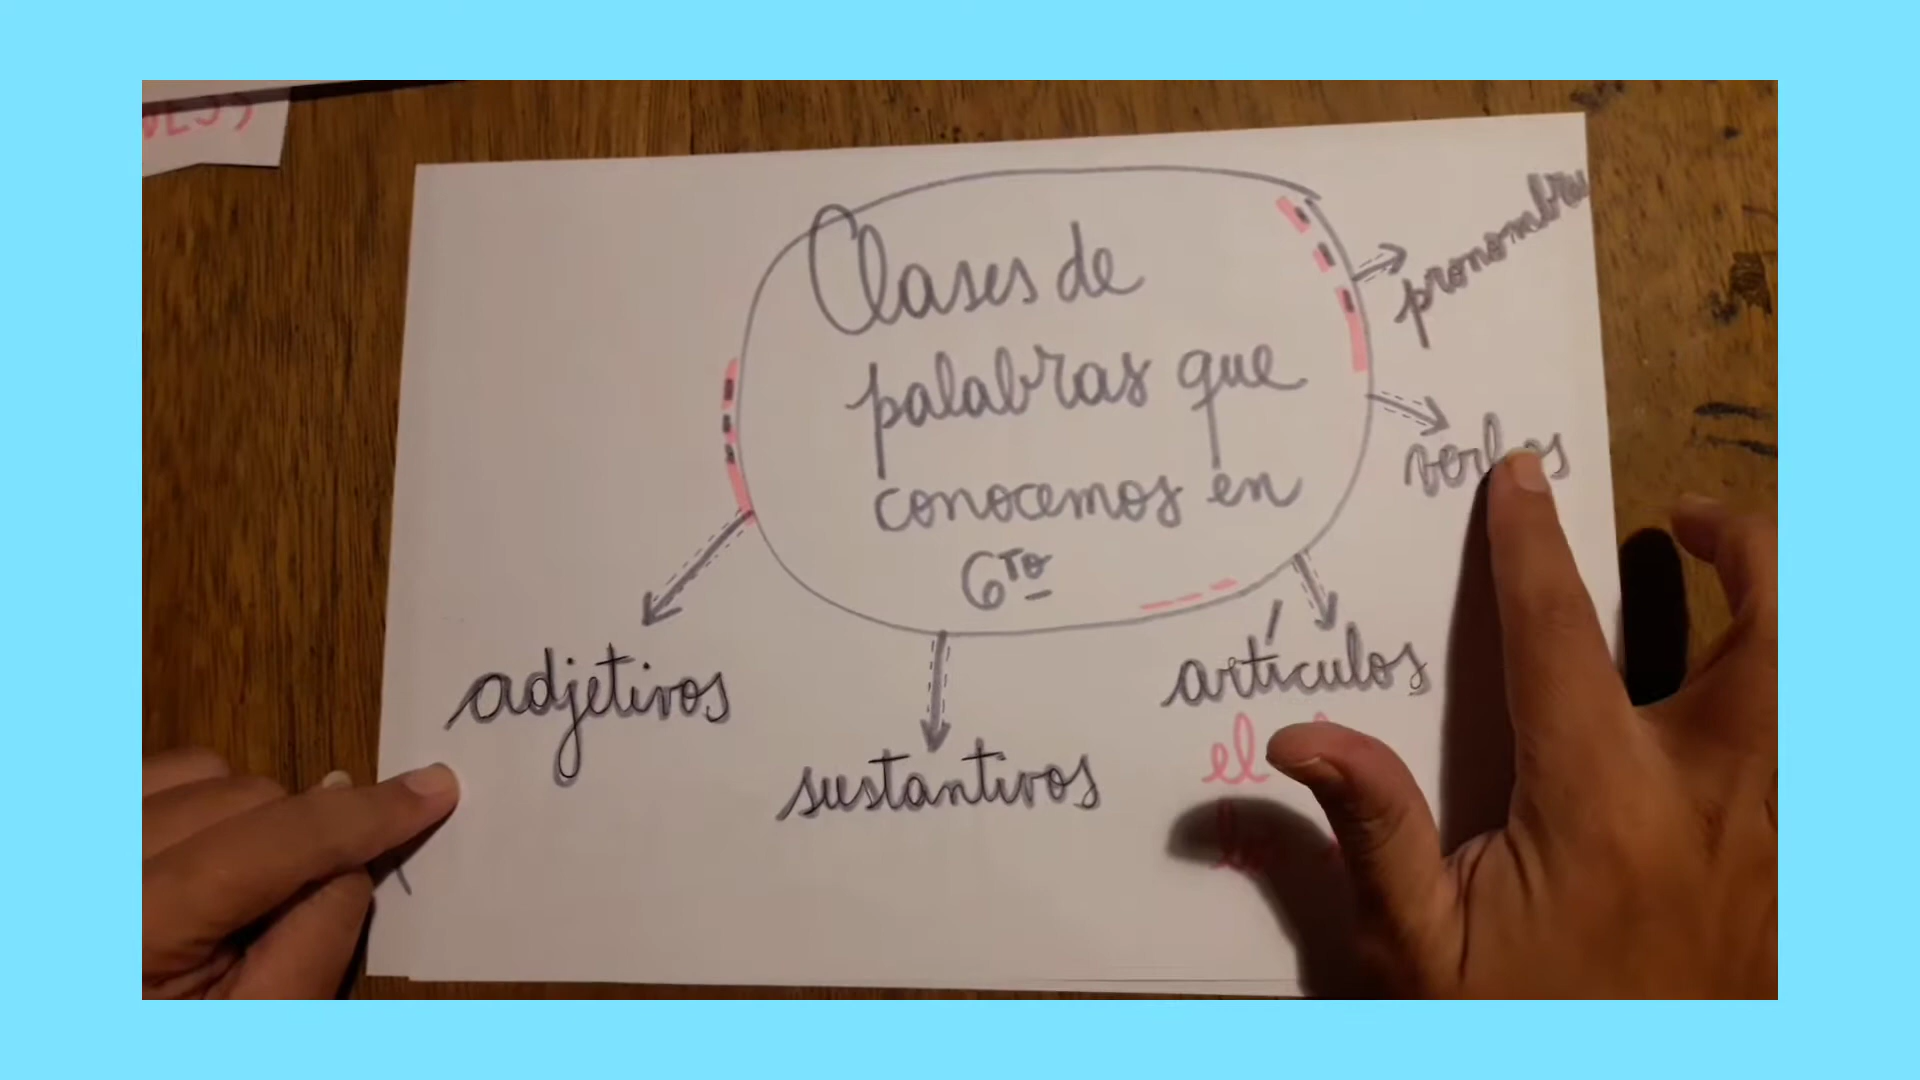 Clases de
palabras que
conocemos en
6to
pronombres
verbos
artículos
el
adjetivos
sustantivos